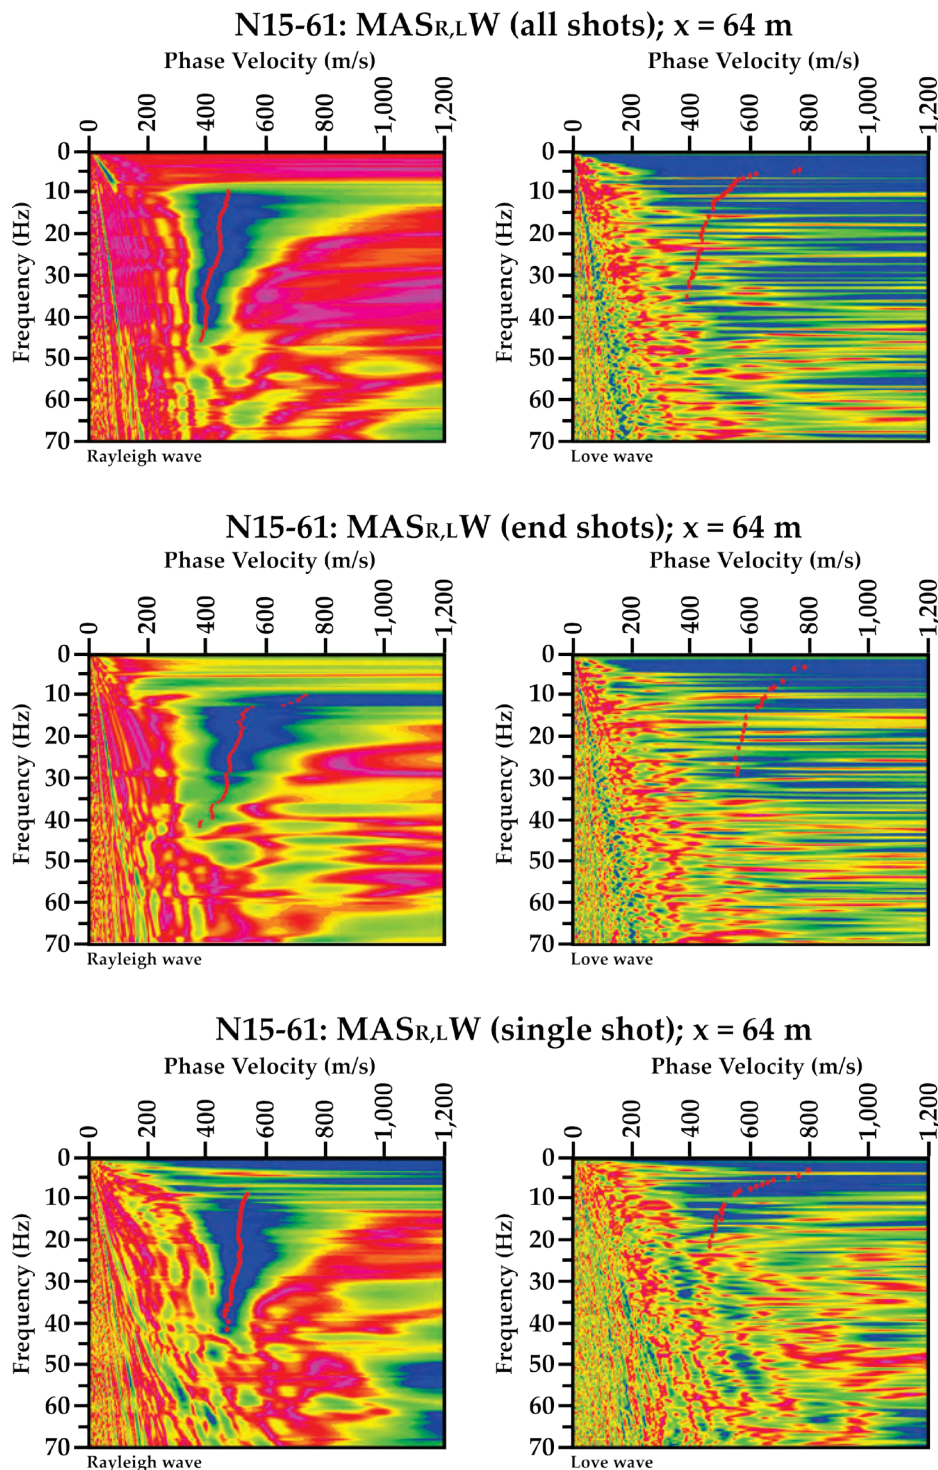 N15-61: MASR,LW (all shots); x = 64 m
Phase Velocity (m/s) Phase Velocity (m/s)
0 200 400 600 800 1,000 1,200 0 200 400 600 800 1,000 1,200
Frequency (Hz) Frequency (Hz)
0 0
10 10
20 20
30 30
40 40
50 50
60 60
70 70
Rayleigh wave Love wave
N15-61: MASR,LW (end shots); x = 64 m
Phase Velocity (m/s) Phase Velocity (m/s)
0 200 400 600 800 1,000 1,200 0 200 400 600 800 1,000 1,200
Frequency (Hz) Frequency (Hz)
0 0
10 10
20 20
30 30
40 40
50 50
60 60
70 70
Rayleigh wave Love wave
N15-61: MASR,LW (single shot); x = 64 m
Phase Velocity (m/s) Phase Velocity (m/s)
0 200 400 600 800 1,000 1,200 0 200 400 600 800 1,000 1,200
Frequency (Hz) Frequency (Hz)
0 0
10 10
20 20
30 30
40 40
50 50
60 60
70 70
Rayleigh wave Love wave